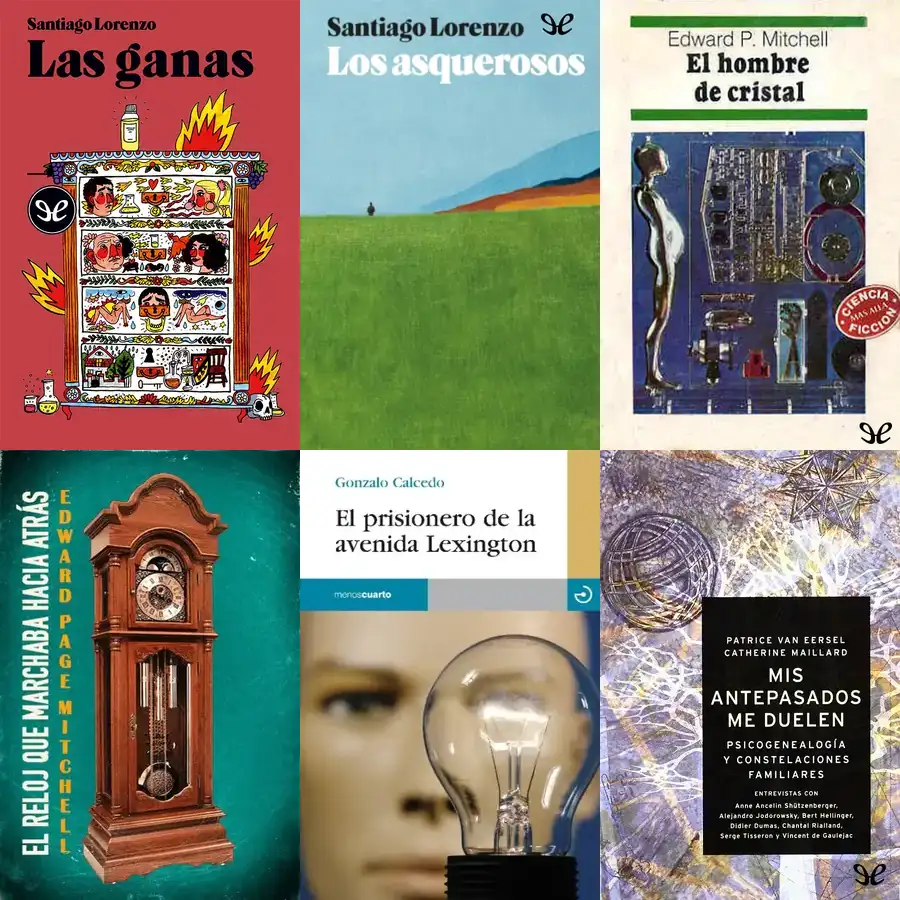 Santiago Lorenzo
Las ganas
Santiago Lorenzo
Los asquerosos
Edward P. Mitchell
El hombre
de cristal
CIENCIA
MAS ALLA
FICCION
EL RELOJ QUE MARCHABA HACIA ATRÁS
EDWARD PAGE MITCHELL
Gonzalo Calcedo
El prisionero de la
avenida Lexington
menoscuarto
PATRICE VAN EERSEL
CATHERINE MAILLARD
MIS
ANTEPASADOS
ME DUELEN
PSICOGENEALOGÍA
Y CONSTELACIONES
FAMILIARES
ENTREVISTAS CON
Anne Ancelin Shützenberger,
Alejandro Jodorowsky, Bert Hellinger,
Didier Dumas, Chantal Rialland,
Serge Tisseron y Vincent de Gaulejac